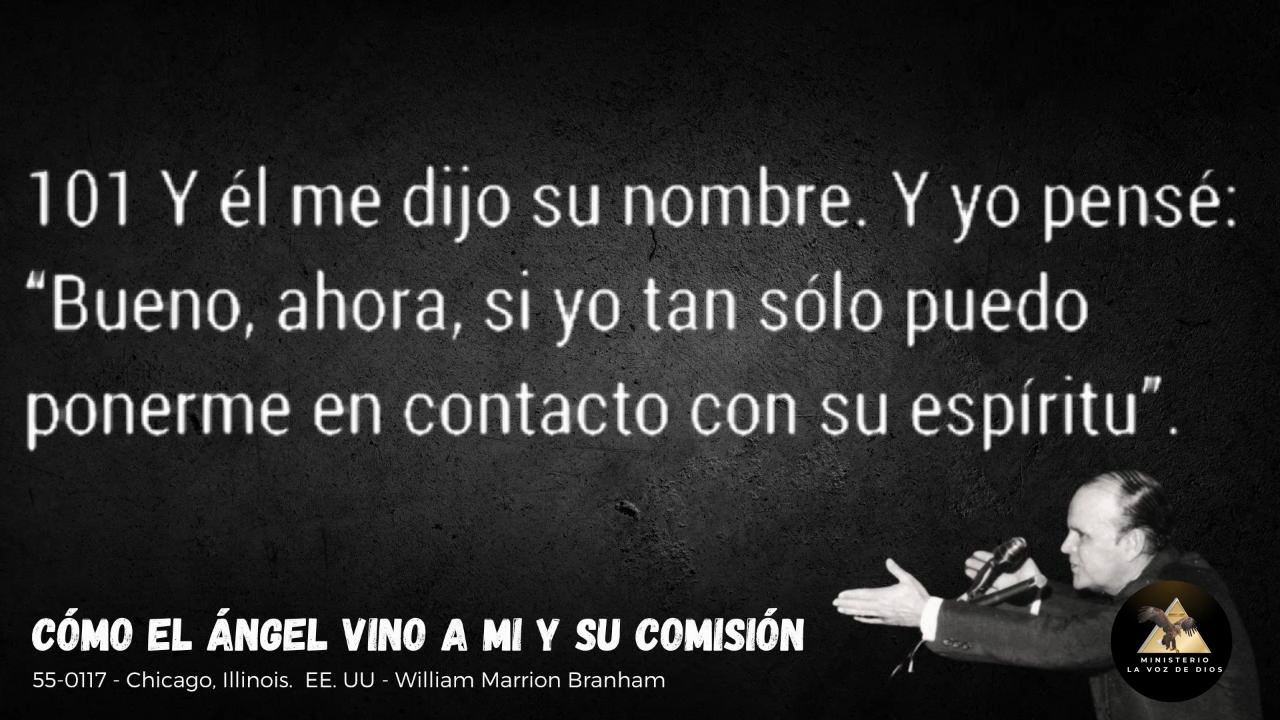 101 Y él me dijo su nombre. Y yo pensé:
“Bueno, ahora, si yo tan sólo puedo
ponerme en contacto con su espíritu”.
CÓMO EL ÁNGEL VINO A MI Y SU COMISIÓN
55-0117 - Chicago, Illinois. EE. UU - William Marrion Branham
MINISTERIO
LA VOZ DE DIOS